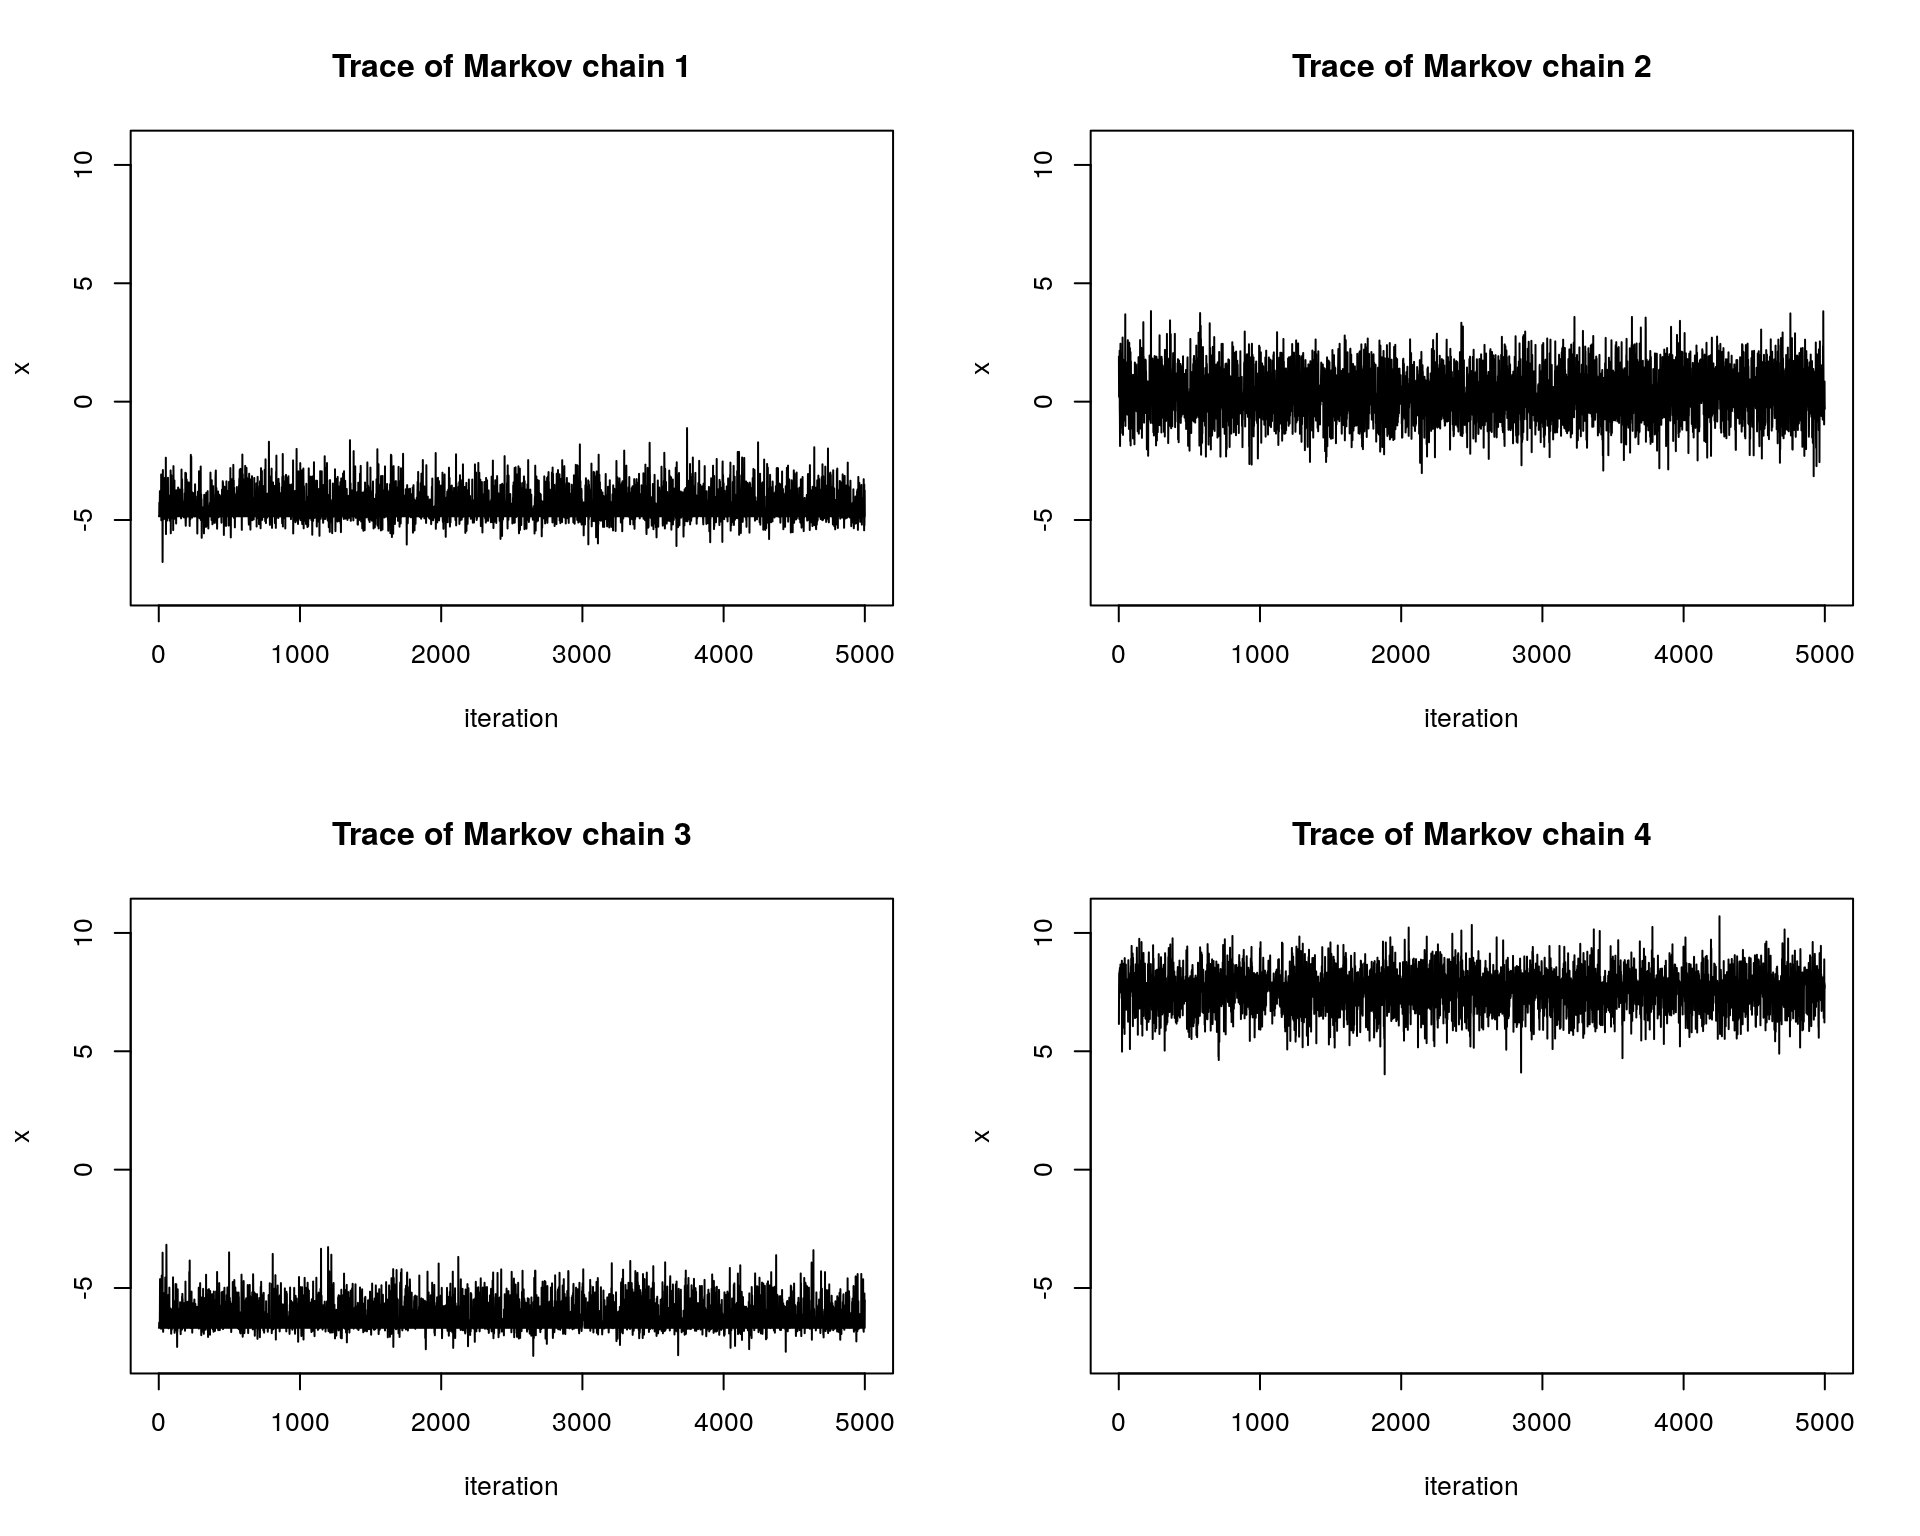 Trace of Markov chain 1
10
5
0
-5
x
0 1000 2000 3000 4000 5000
iteration
Trace of Markov chain 2
10
5
0
-5
x
0 1000 2000 3000 4000 5000
iteration
Trace of Markov chain 3
10
5
0
-5
x
0 1000 2000 3000 4000 5000
iteration
Trace of Markov chain 4
10
5
0
-5
x
0 1000 2000 3000 4000 5000
iteration